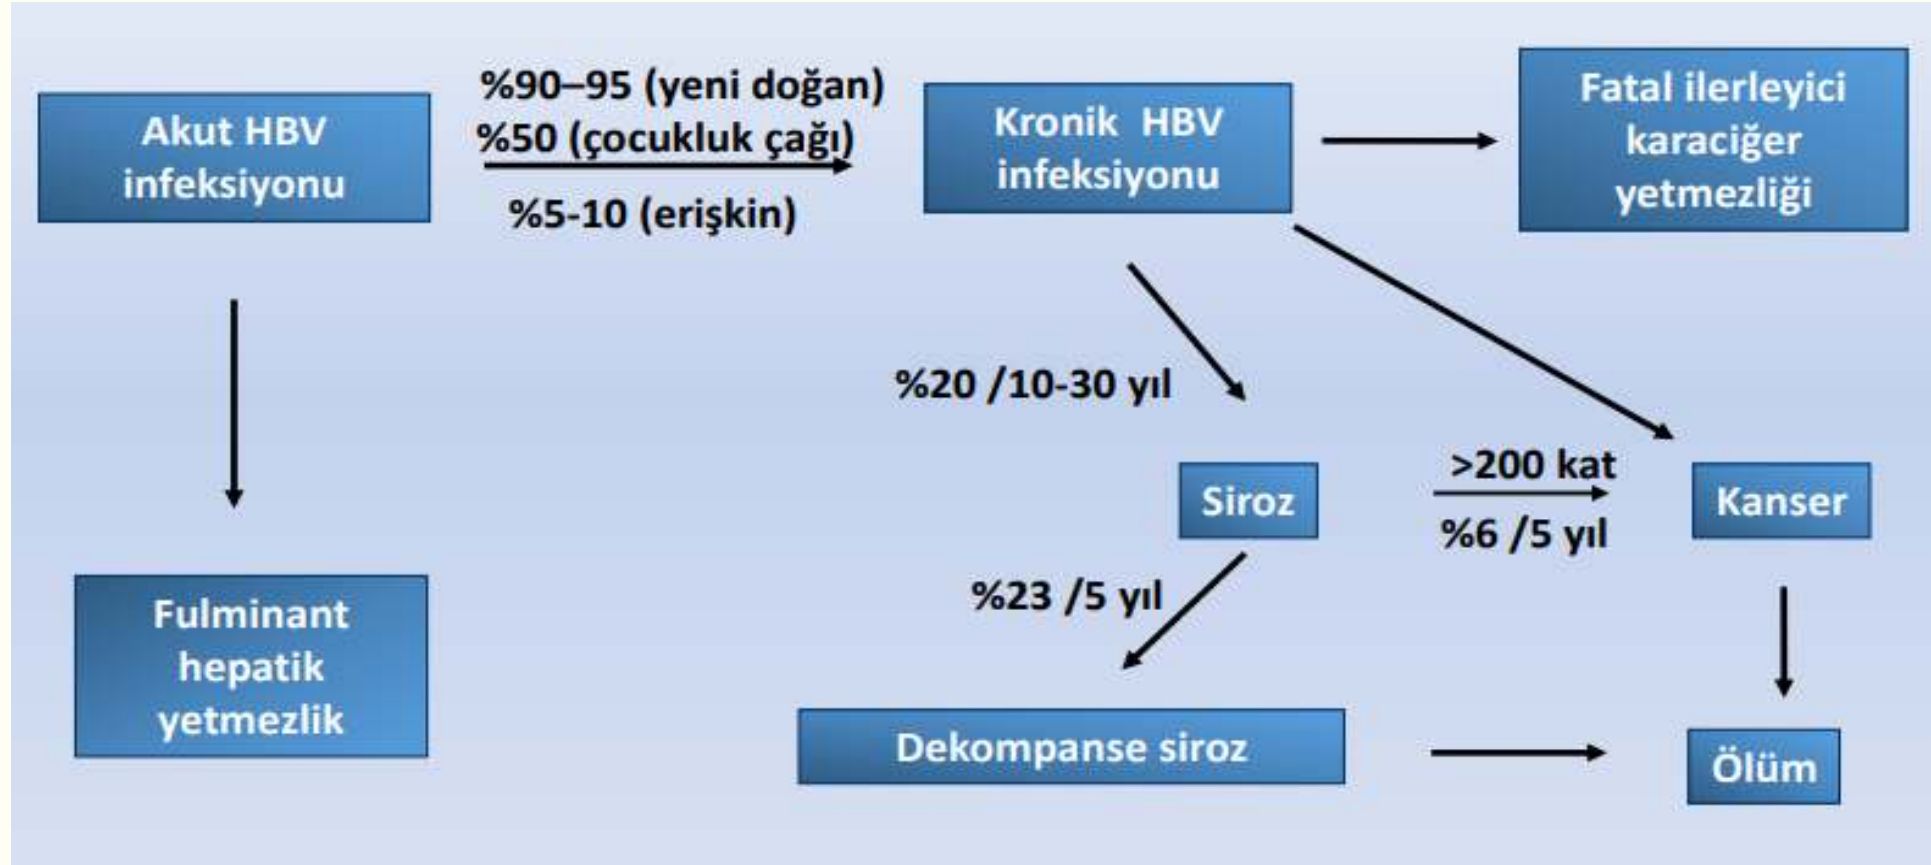 Akut HBV
infeksiyonu
%90–95 (yeni doğan)
%50 (çocukluk çağı)
%5-10 (erişkin)
Kronik HBV
infeksiyonu
Fatal ilerleyici
karaciğer
yetmezliği
%20 /10-30 yıl
Siroz
>200 kat
%6 /5 yıl
Kanser
%23 /5 yıl
Fulminant
hepatik
yetmezlik
Dekompanse siroz
Ölüm